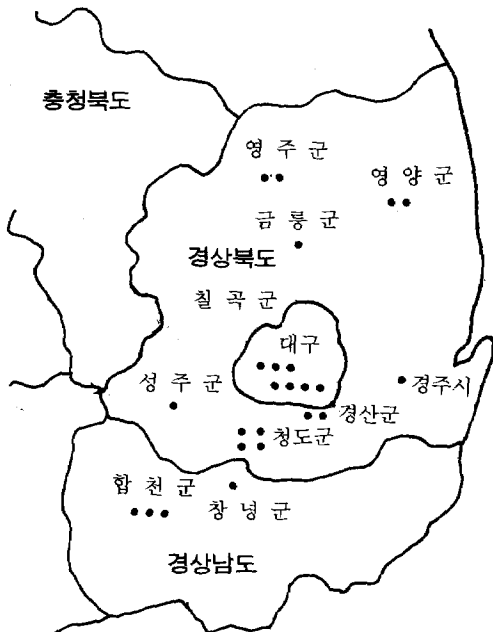 충청북도
영 주 군
영 양 군
금 릉 군
경상북도
칠 곡 군
대구
성 주 군
경주시
경산군
청도군
합 천 군
창 녕 군
경상남도